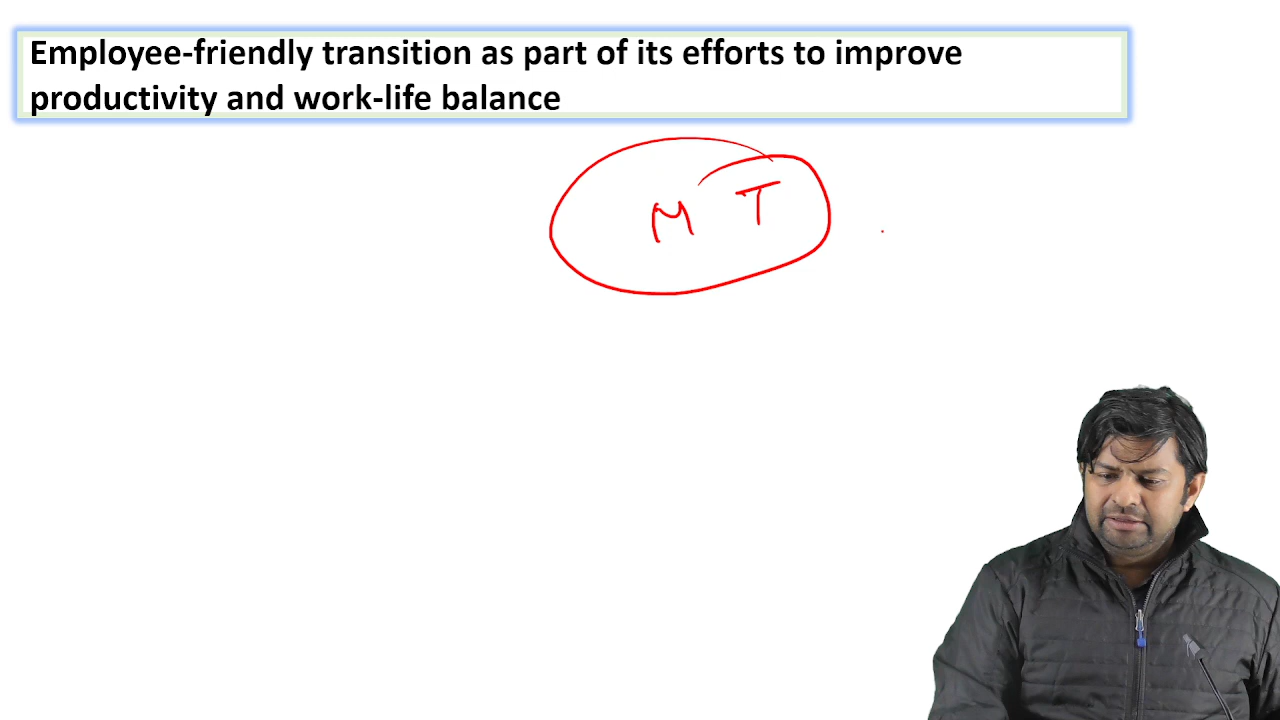 Employee-friendly transition as part of its efforts to improve
productivity and work-life balance
M T